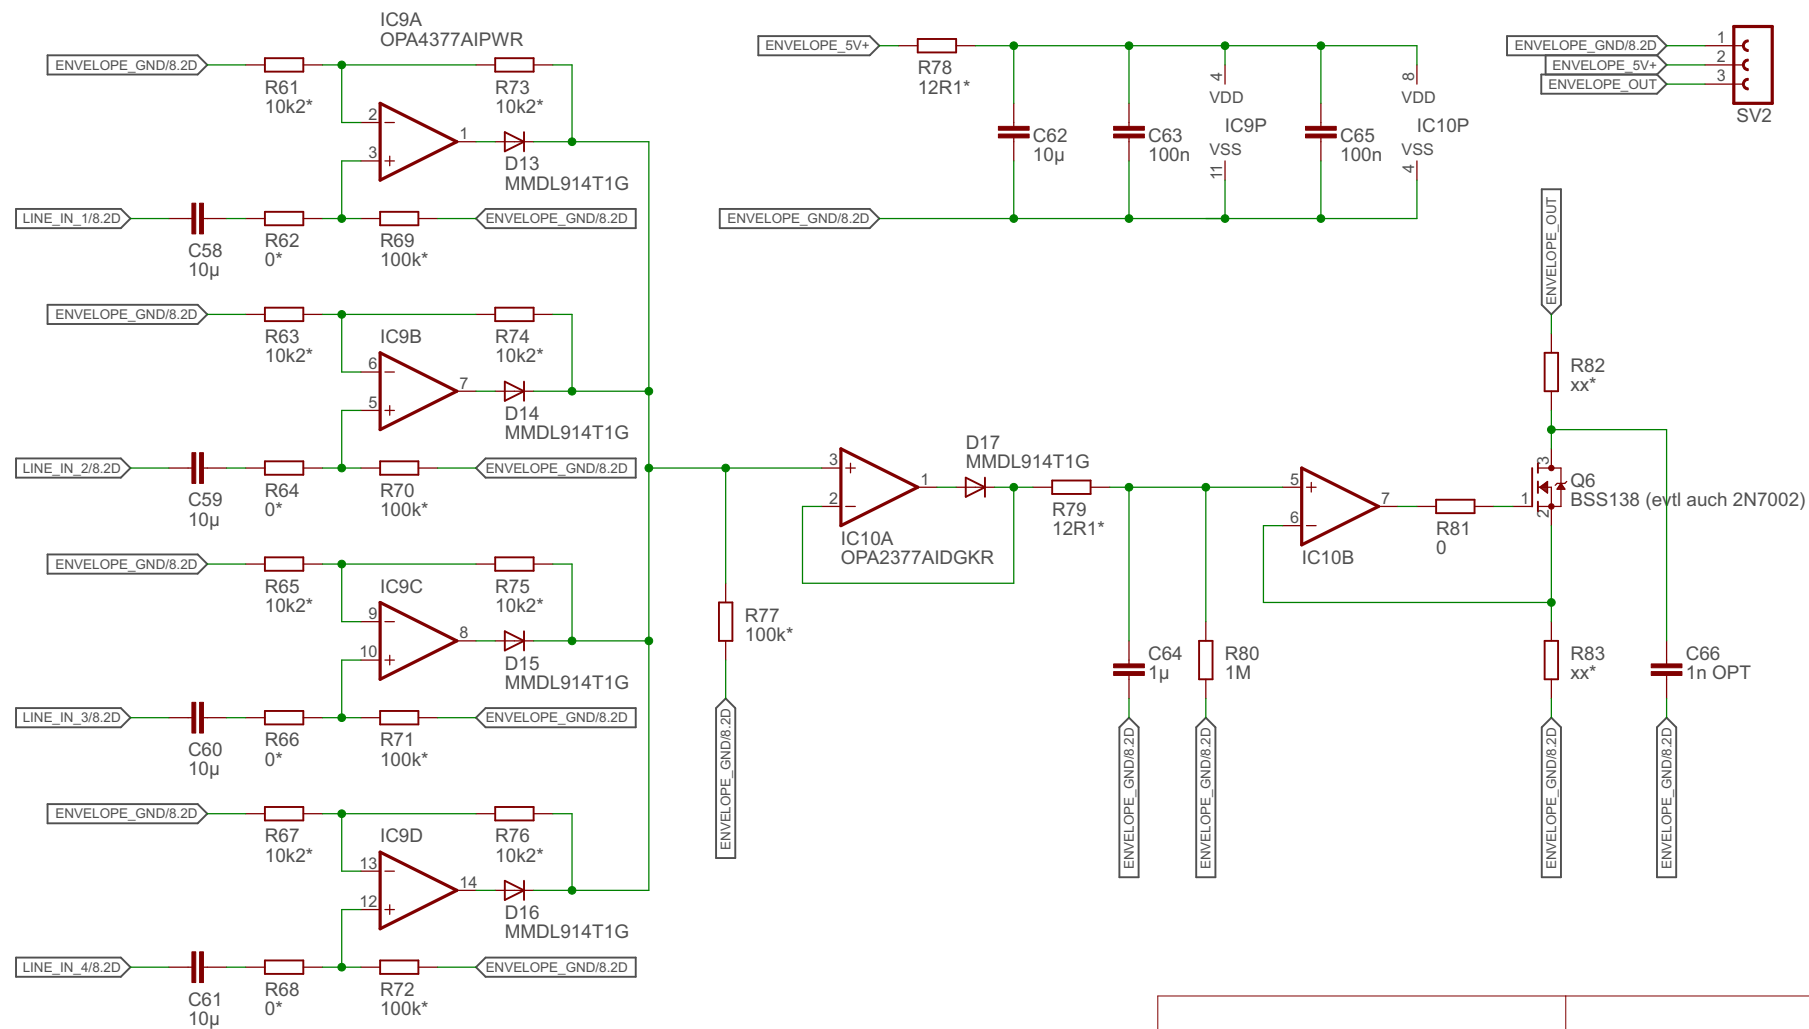 IC9A
OPA4377AIPWR
ENVELOPE_GND/8.2D
R61
10k2*
R73
10k2*
2
3
1
D13
MMDL914T1G
LINE_IN_1/8.2D
C58
10µ
R62
0*
R69
100k*
ENVELOPE_GND/8.2D
ENVELOPE_GND/8.2D
R63
10k2*
IC9B
R74
10k2*
6
5
7
D14
MMDL914T1G
LINE_IN_2/8.2D
C59
10µ
R64
0*
R70
100k*
ENVELOPE_GND/8.2D
ENVELOPE_GND/8.2D
R65
10k2*
IC9C
R75
10k2*
9
10
8
D15
MMDL914T1G
LINE_IN_3/8.2D
C60
10µ
R66
0*
R71
100k*
ENVELOPE_GND/8.2D
ENVELOPE_GND/8.2D
R67
10k2*
IC9D
R76
10k2*
13
12
14
D16
MMDL914T1G
LINE_IN_4/8.2D
C61
10µ
R68
0*
R72
100k*
ENVELOPE_GND/8.2D
ENVELOPE_5V+
R78
12R1*
C62
10µ
C63
100n
4
VDD
IC9P
VSS
11
C65
100n
8
VDD
IC10P
VSS
4
ENVELOPE_GND/8.2D
ENVELOPE_GND/8.2D
ENVELOPE_5V+
ENVELOPE_OUT
1
2
3
SV2
R77
100k*
ENVELOPE_GND/8.2D
3
2
1
IC10A
OPA2377AIDGKR
D17
MMDL914T1G
R79
12R1*
C64
1µ
ENVELOPE_GND/8.2D
R80
1M
ENVELOPE_GND/8.2D
5
6
7
IC10B
R81
0
ENVELOPE_OUT
R82
xx*
3
1
2
Q6
BSS138 (evtl auch 2N7002)
R83
xx*
ENVELOPE_GND/8.2D
C66
1n OPT
ENVELOPE_GND/8.2D